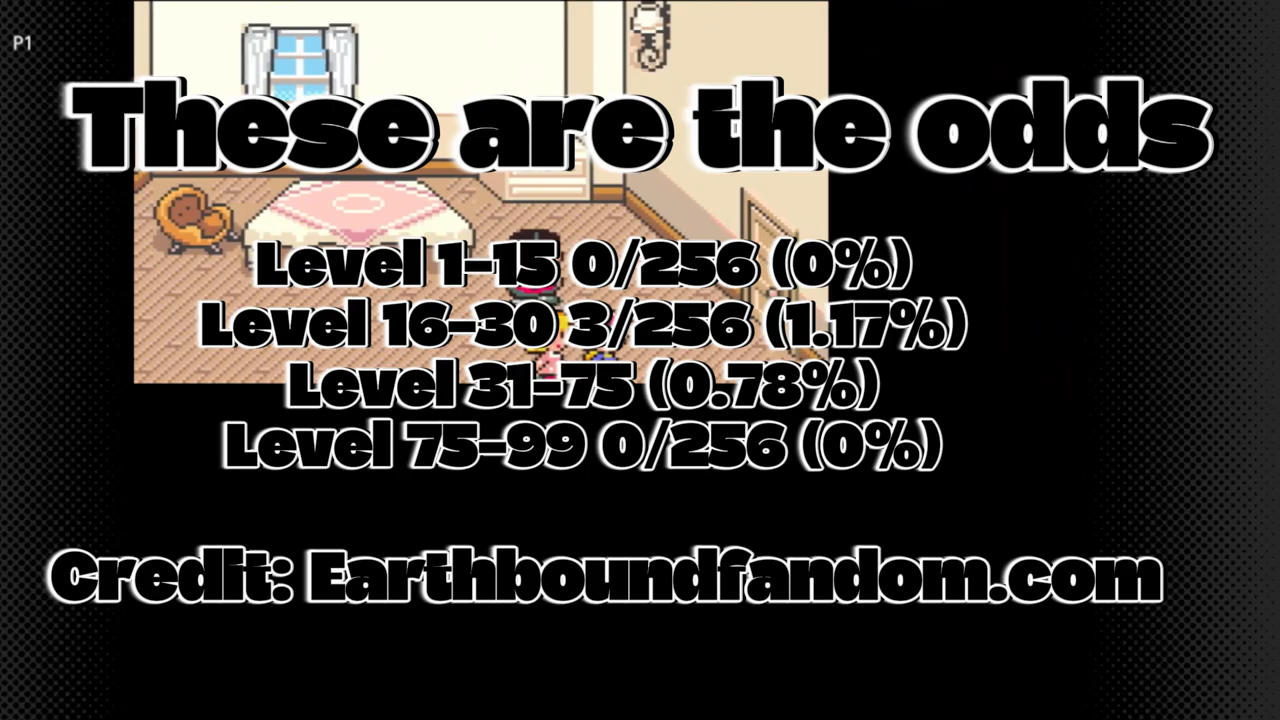 P1
These are the odds
Level 1-15 0/256 (0%)
Level 16-30 3/256 (1.17%)
Level 31-75 (0.78%)
Level 75-99 0/256 (0%)
Credit: Earthboundfandom.com